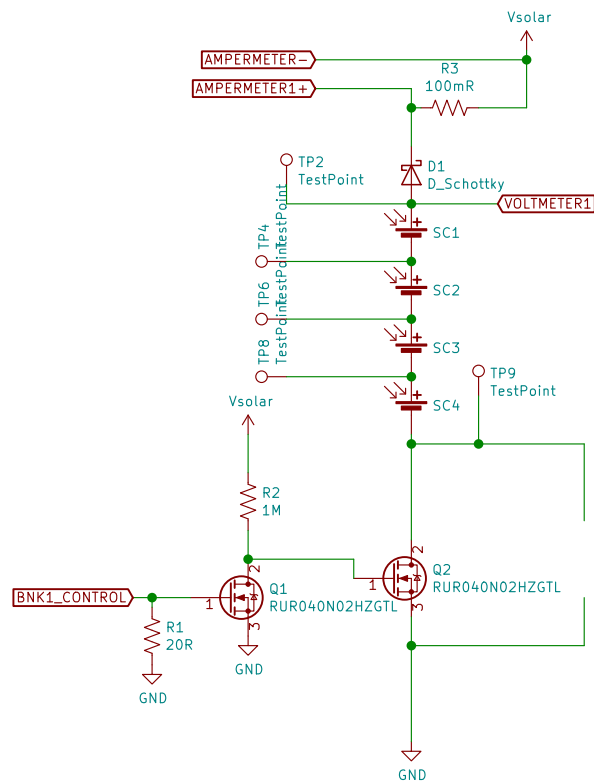 Vsolar
AMPERMETER-
R3
100mR
AMPERMETER1+
TP2
TestPoint
D1
D_Schottky
VOLTMETER1
TP4
TestPoint
SC1
TP6
TestPoint
SC2
TP8
TestPoint
SC3
TP9
TestPoint
SC4
Vsolar
R2
1M
2
Q1
RUR040N02HZGTL
1
3
2
Q2
RUR040N02HZGTL
1
3
BNK1_CONTROL
R1
20R
GND
GND
GND